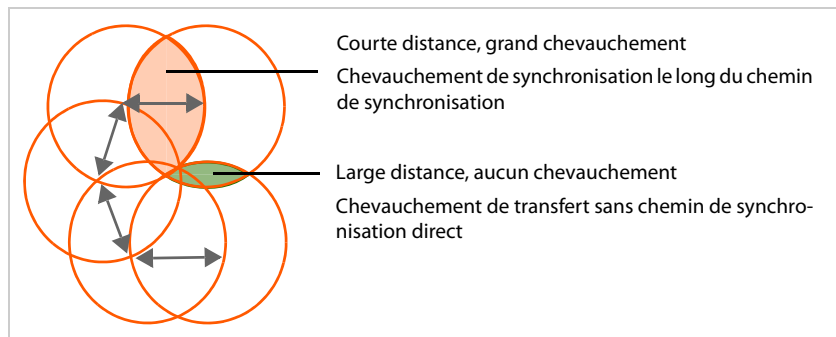 Courte distance, grand chevauchement
Chevauchement de synchronisation le long du chemin
de synchronisation
Large distance, aucun chevauchement
Chevauchement de transfert sans chemin de synchro-
nisation direct